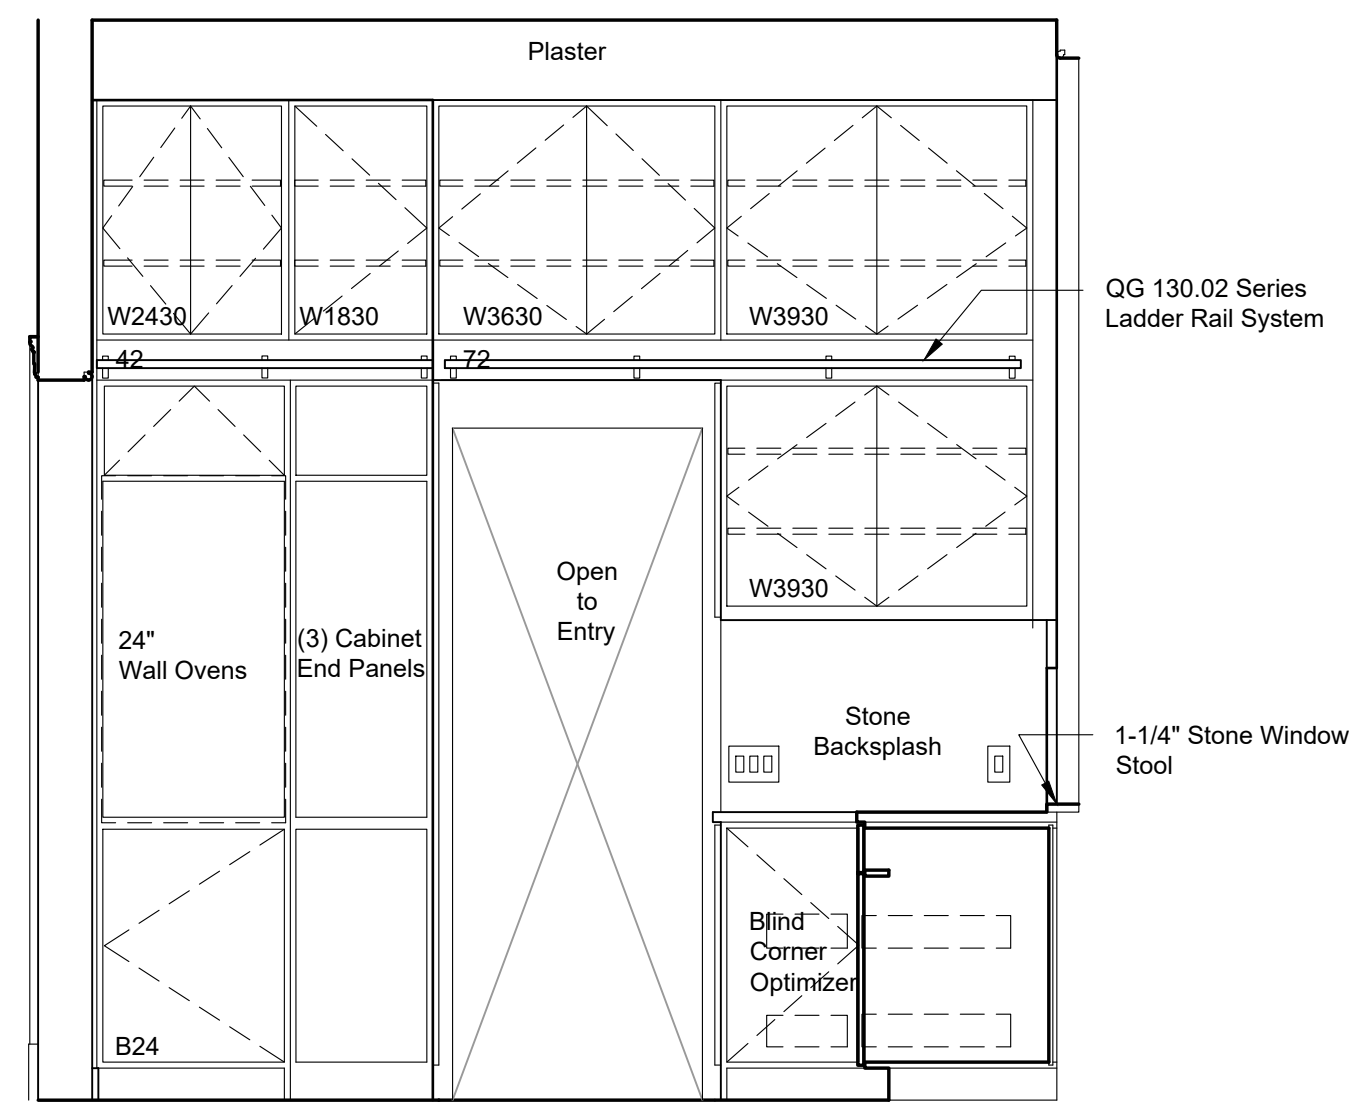 Plaster
W2430
W1830
W3630
W3930
QG 130.02 Series
Ladder Rail System
42
72
Open
to
Entry
W3930
24"
Wall Ovens
(3) Cabinet
End Panels
Stone
Backsplash
1-1/4" Stone Window
Stool
Blind
Corner
Optimizer
B24